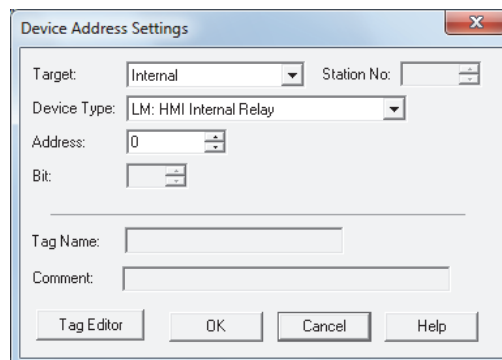 Device Address Settings
Target: Internal Station No:
Device Type: LM: HMI Internal Relay
Address: 0
Bit:
Tag Name:
Comment:
Tag Editor OK Cancel Help